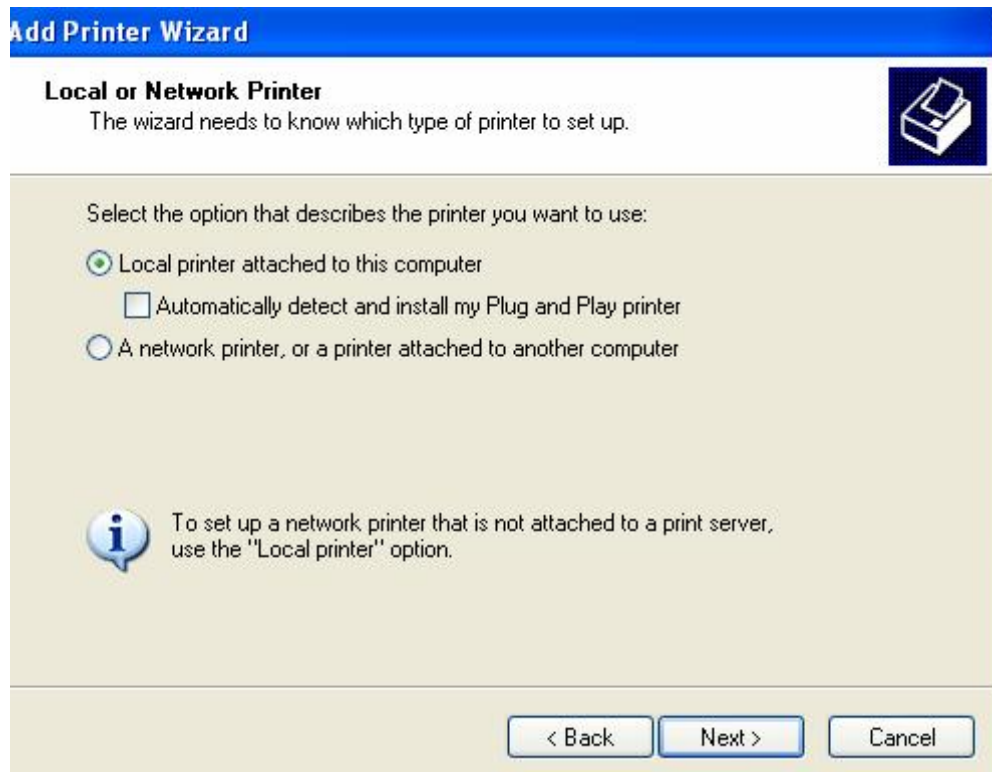 Add Printer Wizard
Local or Network Printer
The wizard needs to know which type of printer to set up.
Select the option that describes the printer you want to use:
Local printer attached to this computer
Automatically detect and install my Plug and Play printer
A network printer, or a printer attached to another computer
To set up a network printer that is not attached to a print server,
use the "Local printer" option.
< Back Next > Cancel